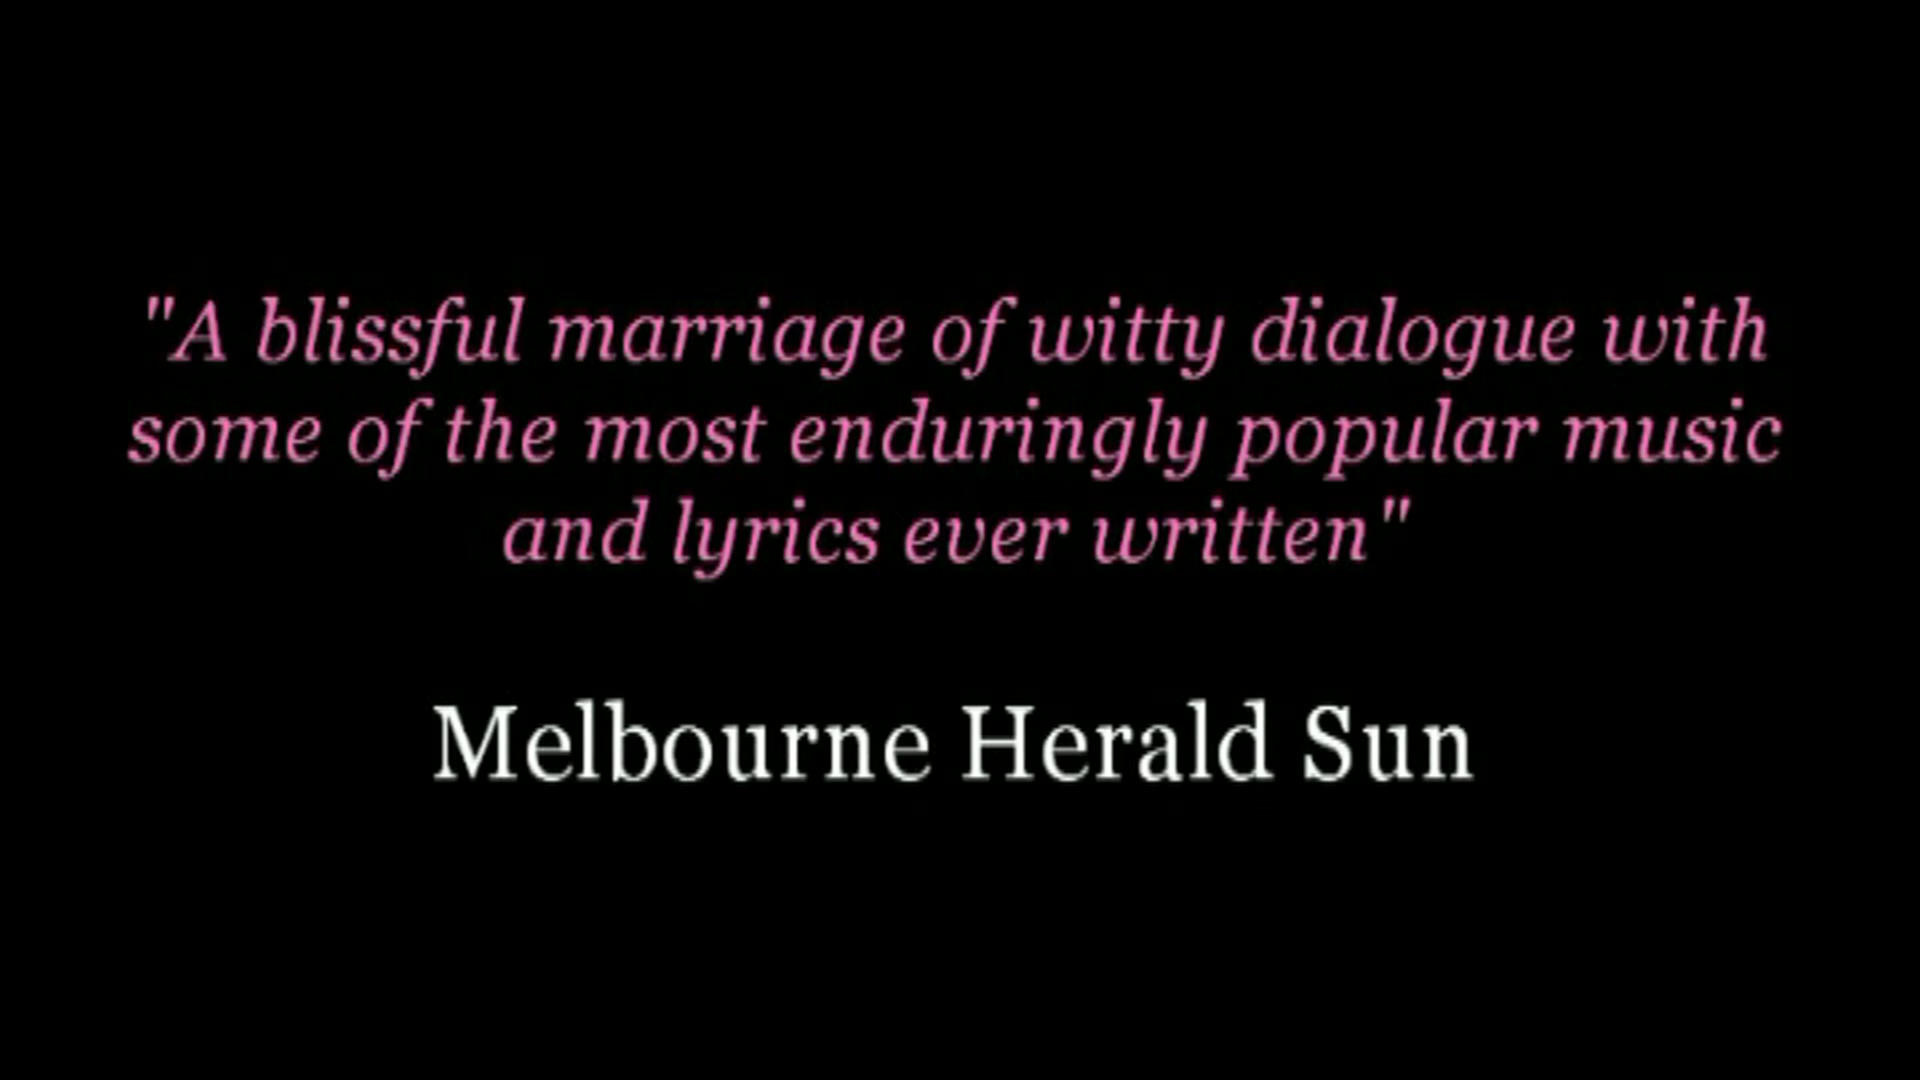 "A blissful marriage of witty dialogue with
some of the most enduringly popular music
and lyrics ever written"
Melbourne Herald Sun